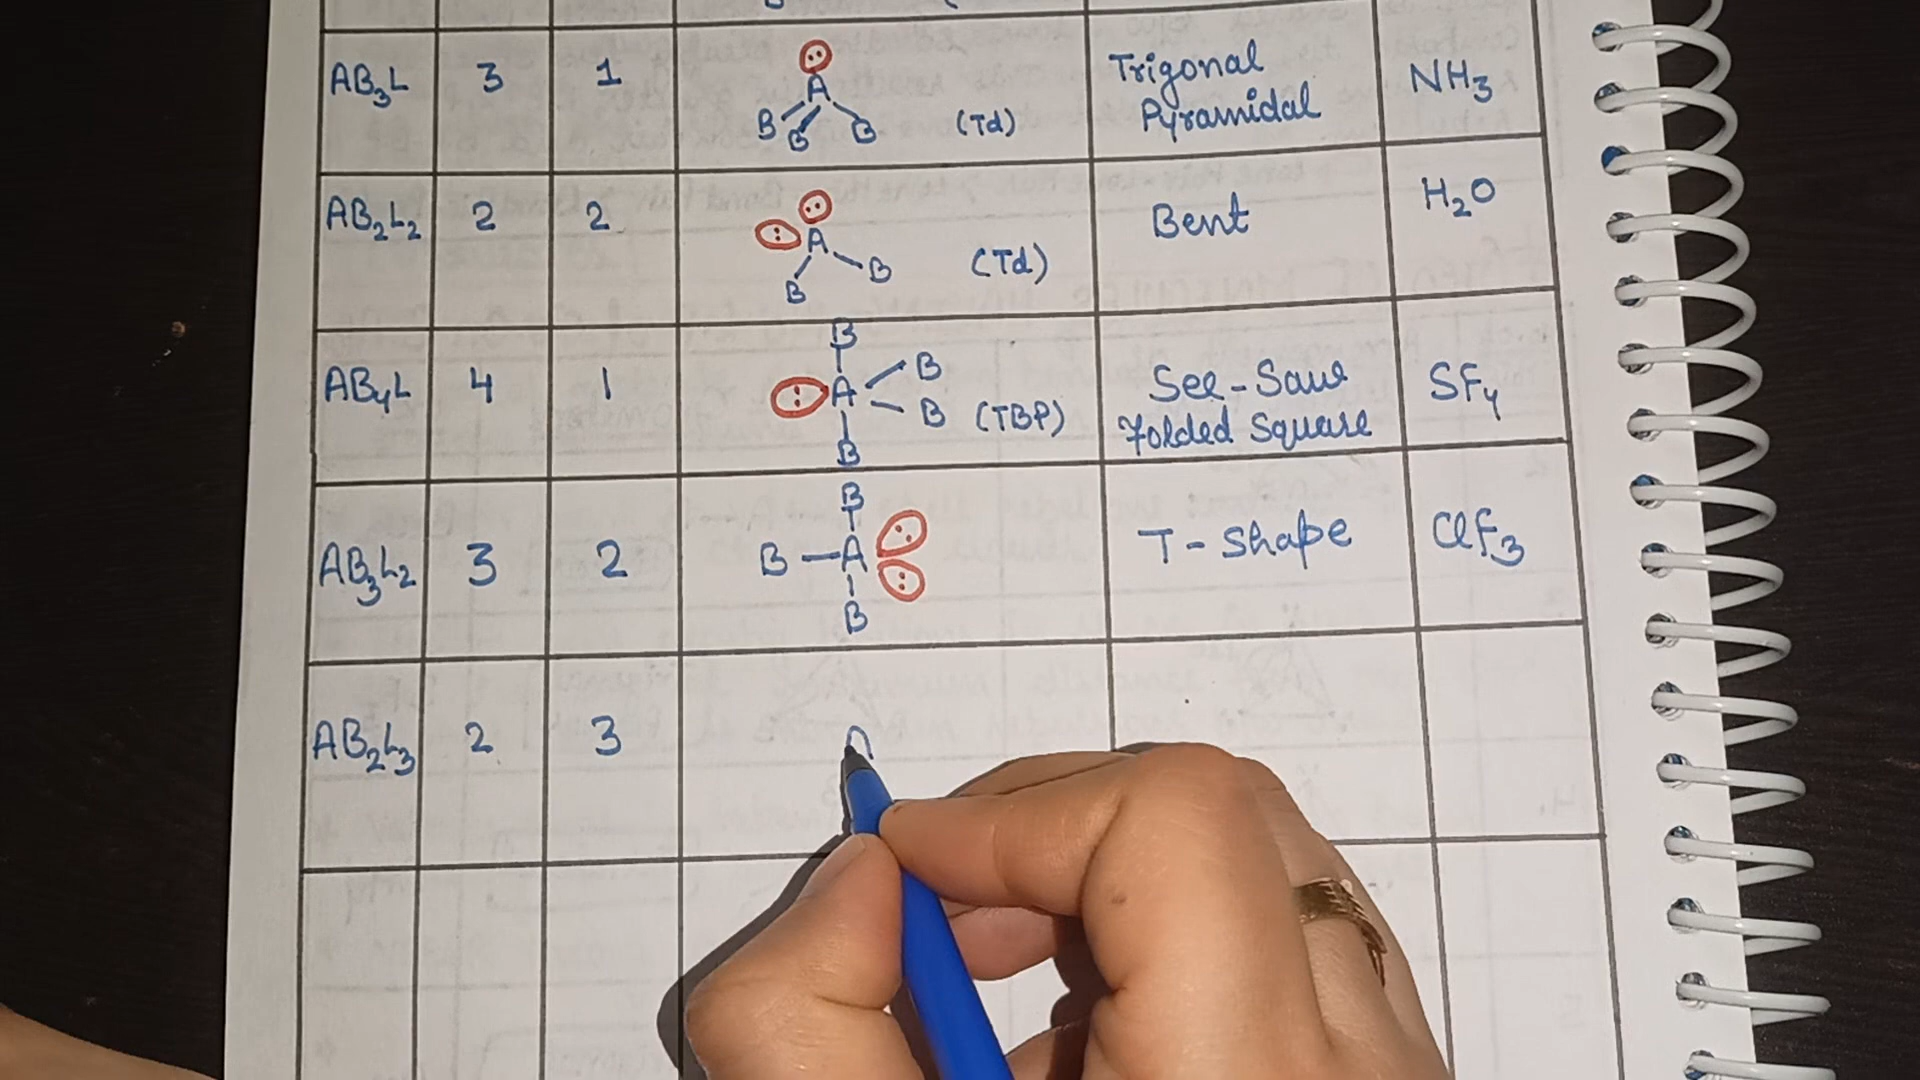 AB3L 3 1 A B B B (Td) Trigonal Pyramidal NH3
AB2L2 2 2 A B B (Td) Bent H2O
AB4L 4 1 B A B B B (TBP) See-Saw Folded Square SF4
AB3L2 3 2 B B A B T-Shape ClF3
AB2L3 2 3